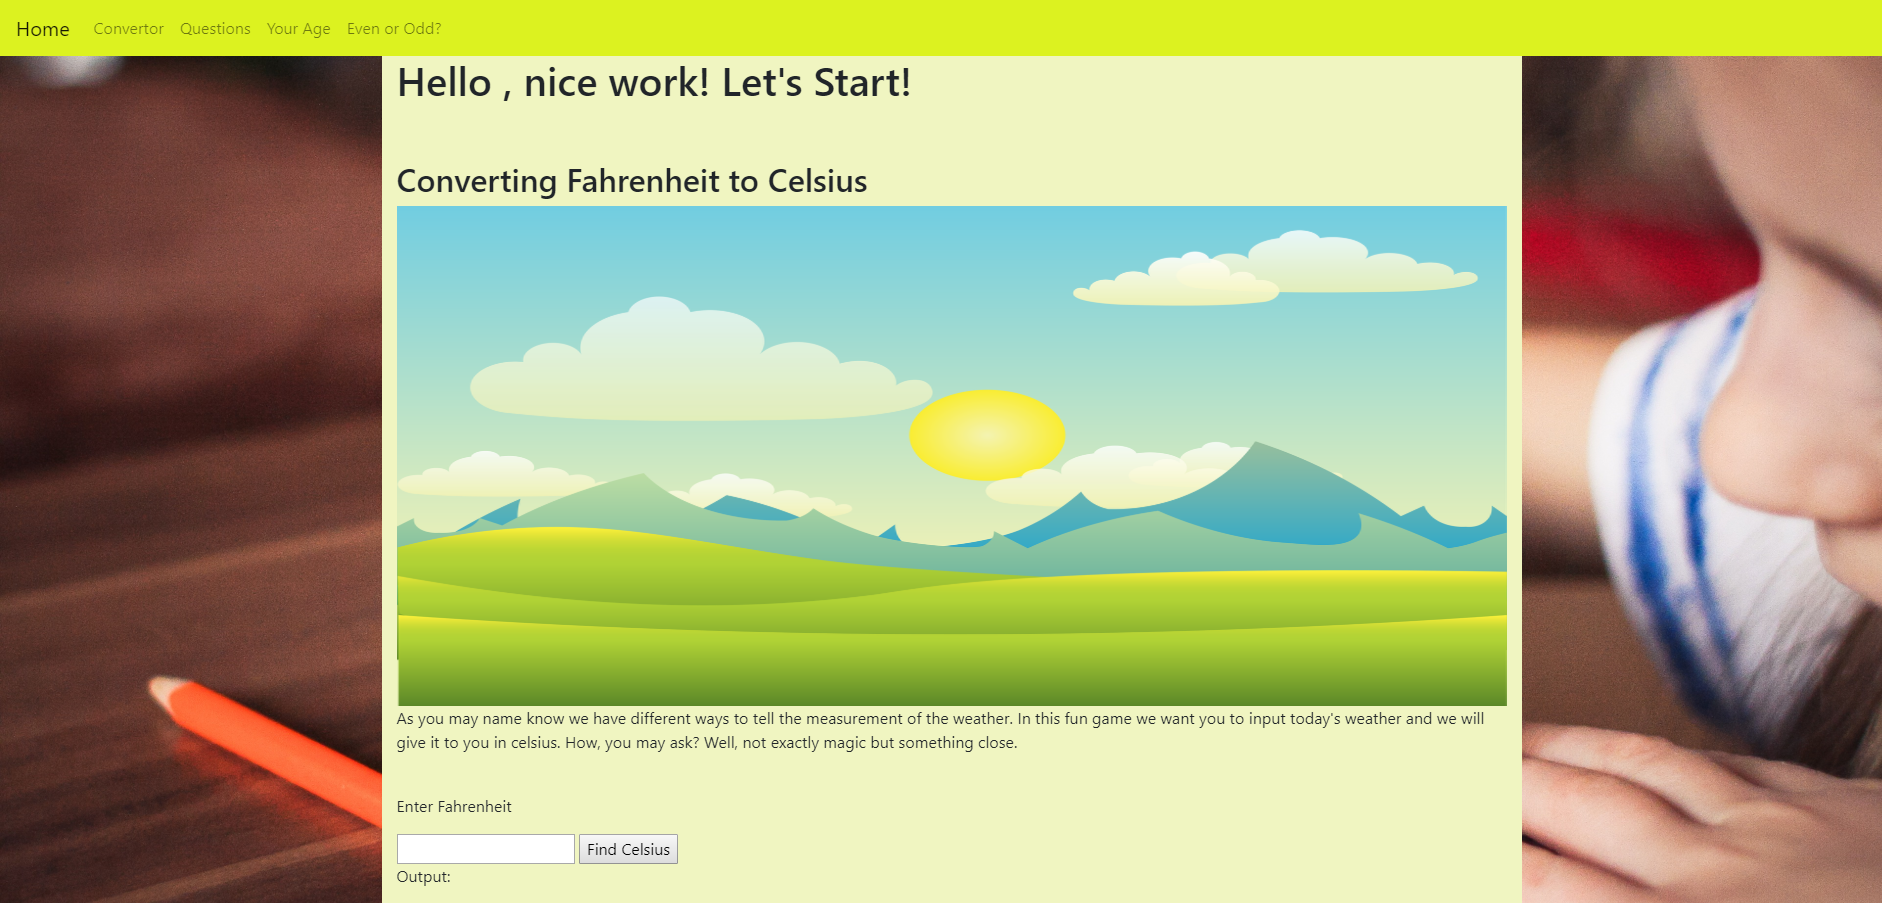 Home Convertor Questions Your Age Even or Odd?
Hello , nice work! Let's Start!
Converting Fahrenheit to Celsius
As you may name know we have different ways to tell the measurement of the weather. In this fun game we want you to input today's weather and we will
give it to you in celsius. How, you may ask? Well, not exactly magic but something close.
Enter Fahrenheit
Find Celsius
Output: